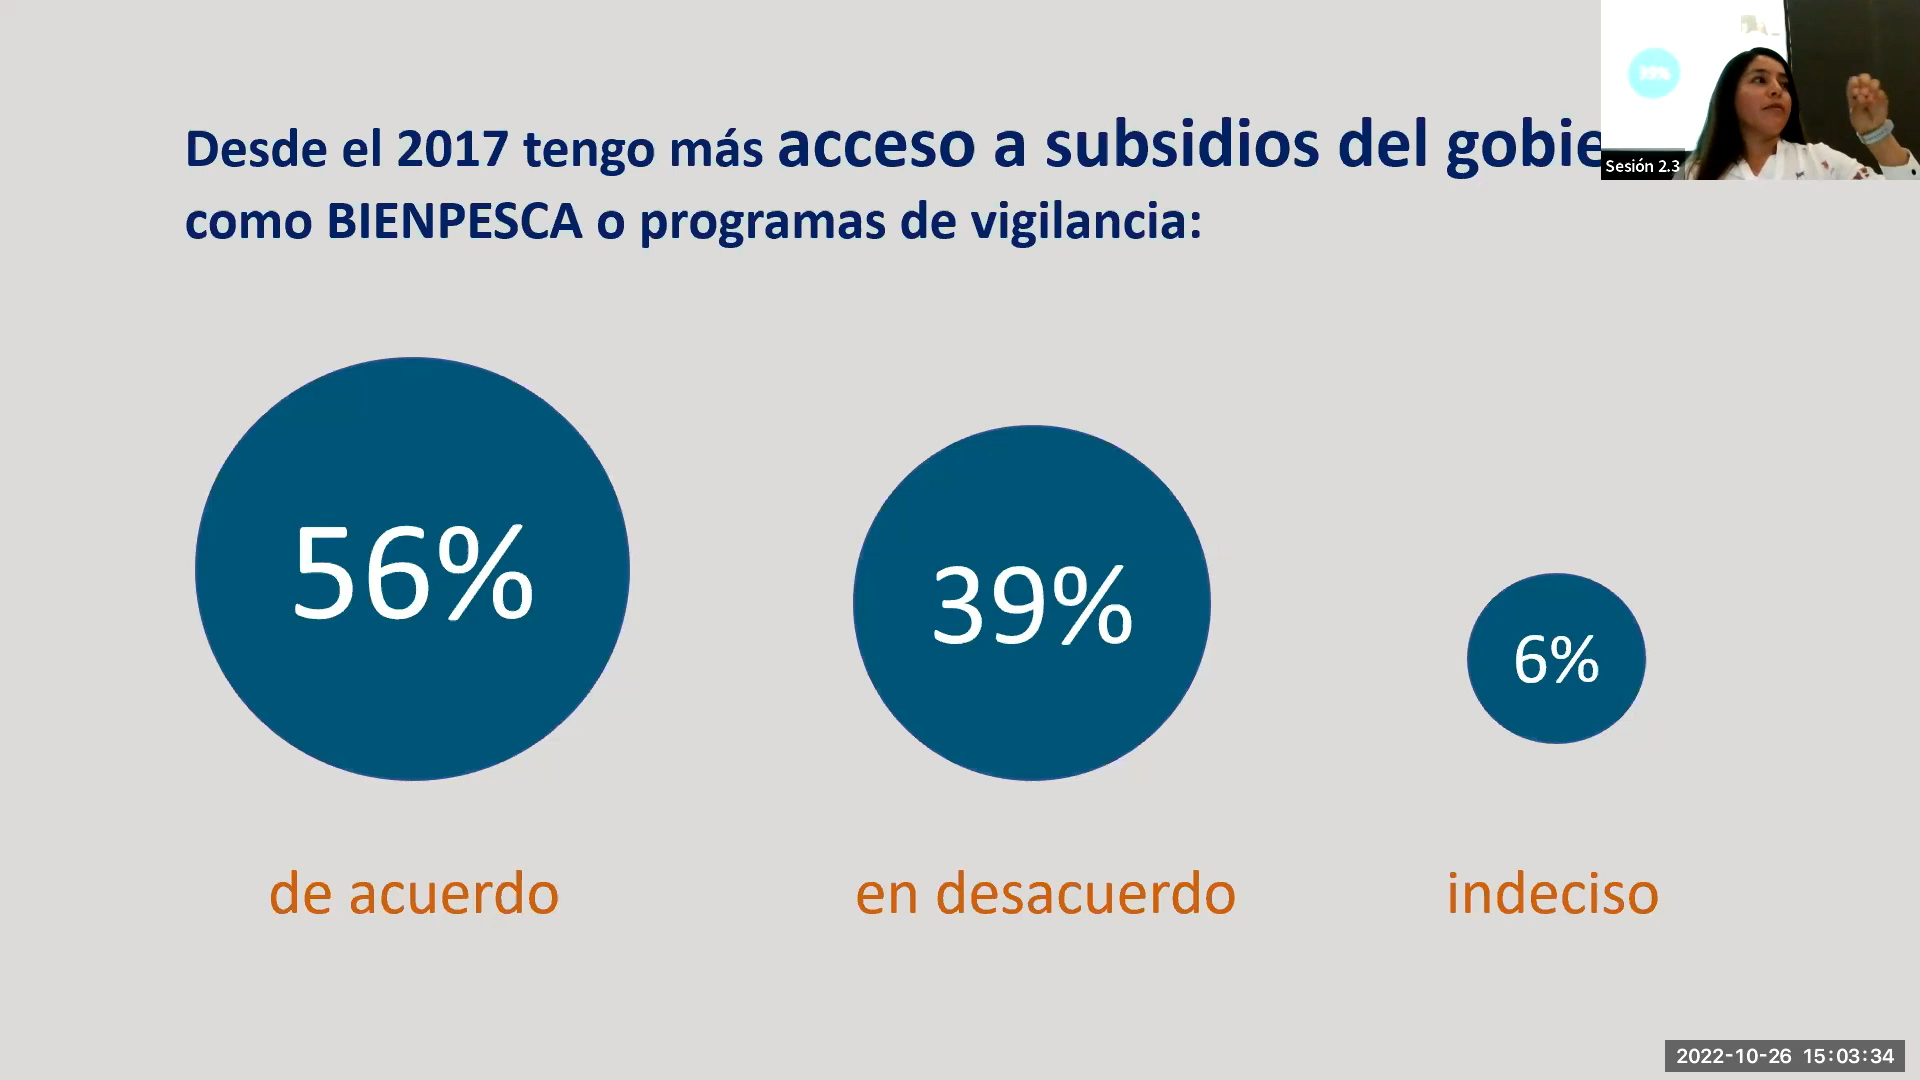 Desde el 2017 tengo más acceso a subsidios del gobie
como BIENPESCA o programas de vigilancia:
Sesión 2.3
39%
56%
39%
6%
de acuerdo
en desacuerdo
indeciso
2022-10-26 15:03:34